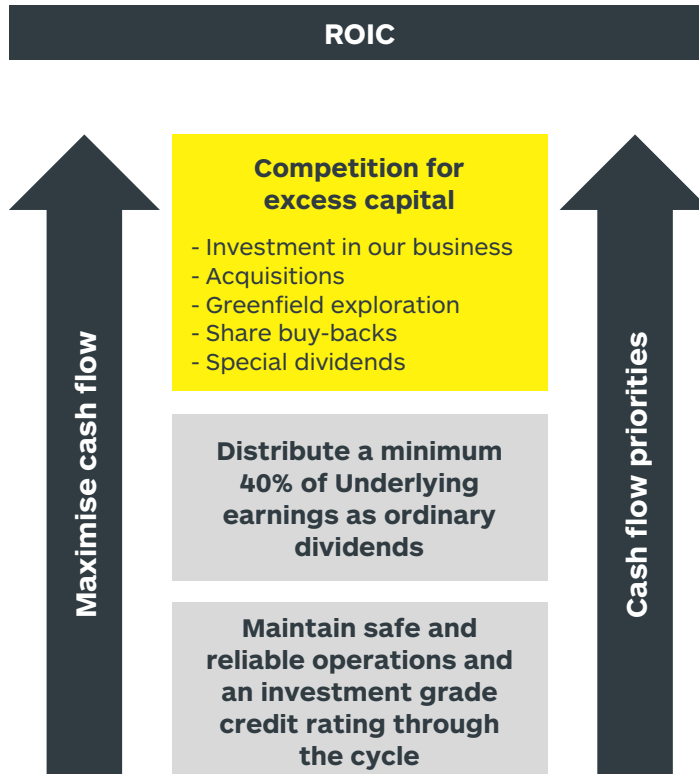 ROIC
Maximise cash flow
Competition for
excess capital
- Investment in our business
- Acquisitions
- Greenfield exploration
- Share buy-backs
- Special dividends
Distribute a minimum
40% of Underlying
earnings as ordinary
dividends
Maintain safe and
reliable operations and
an investment grade
credit rating through
the cycle
Cash flow priorities